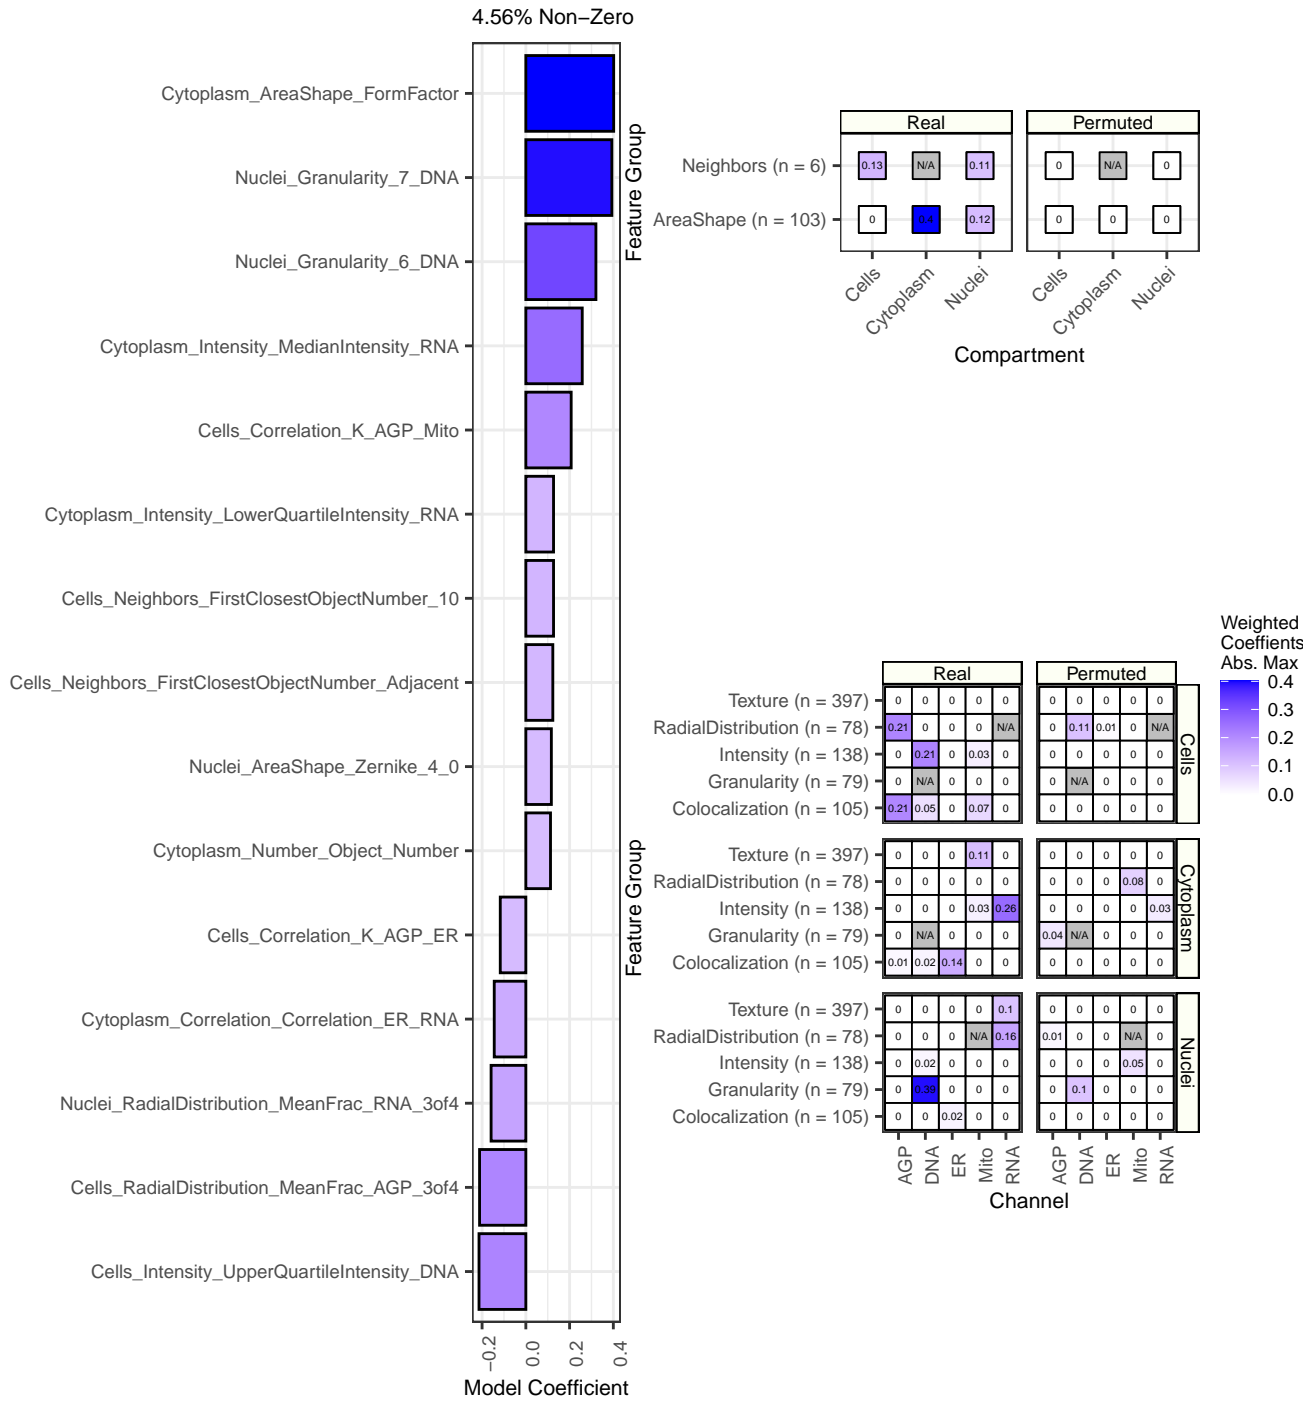 4.56% Non−Zero
Cytoplasm_AreaShape_FormFactor
Nuclei_Granularity_7_DNA
Nuclei_Granularity_6_DNA
Cytoplasm_Intensity_MedianIntensity_RNA
Cells_Correlation_K_AGP_Mito
Cytoplasm_Intensity_LowerQuartileIntensity_RNA
Cells_Neighbors_FirstClosestObjectNumber_10
Cells_Neighbors_FirstClosestObjectNumber_Adjacent
Nuclei_AreaShape_Zernike_4_0
Cytoplasm_Number_Object_Number
Cells_Correlation_K_AGP_ER
Cytoplasm_Correlation_Correlation_ER_RNA
Nuclei_RadialDistribution_MeanFrac_RNA_3of4
Cells_RadialDistribution_MeanFrac_AGP_3of4
Cells_Intensity_UpperQuartileIntensity_DNA
−0.2 0.0 0.2 0.4
Model Coefficient
Feature Group
Real Permuted
Neighbors (n = 6) 0.13 N/A 0.11 0 N/A 0
AreaShape (n = 103) 0 0.4 0.12 0 0 0
Cells Cytoplasm Nuclei Cells Cytoplasm Nuclei
Compartment
Feature Group
Real Permuted
Texture (n = 397) 0 0 0 0 0 0 0 0 0 0
RadialDistribution (n = 78) 0.21 0 0 0 N/A 0 0.11 0.01 0 N/A
Intensity (n = 138) 0 0.21 0 0.03 0 0 0 0 0 0
Granularity (n = 79) 0 N/A 0 0 0 0 N/A 0 0 0
Colocalization (n = 105) 0.21 0.05 0 0.07 0 0 0 0 0 0
Cells
Texture (n = 397) 0 0 0 0.11 0 0 0 0 0 0
RadialDistribution (n = 78) 0 0 0 0 0 0 0 0 0.08 0
Intensity (n = 138) 0 0 0 0.03 0.26 0 0 0 0 0.03
Granularity (n = 79) 0 N/A 0 0 0 0.04 N/A 0 0 0
Colocalization (n = 105) 0.01 0.02 0.14 0 0 0 0 0 0 0
Cytoplasm
Texture (n = 397) 0 0 0 0 0.1 0 0 0 0 0
RadialDistribution (n = 78) 0 0 0 N/A 0.16 0.01 0 0 N/A 0
Intensity (n = 138) 0 0.02 0 0 0 0 0 0 0.05 0
Granularity (n = 79) 0 0.39 0 0 0 0 0.1 0 0 0
Colocalization (n = 105) 0 0 0.02 0 0 0 0 0 0 0
Nuclei
AGP DNA ER Mito RNA AGP DNA ER Mito RNA
Channel
Weighted
Coeffients
Abs. Max
0.4
0.3
0.2
0.1
0.0